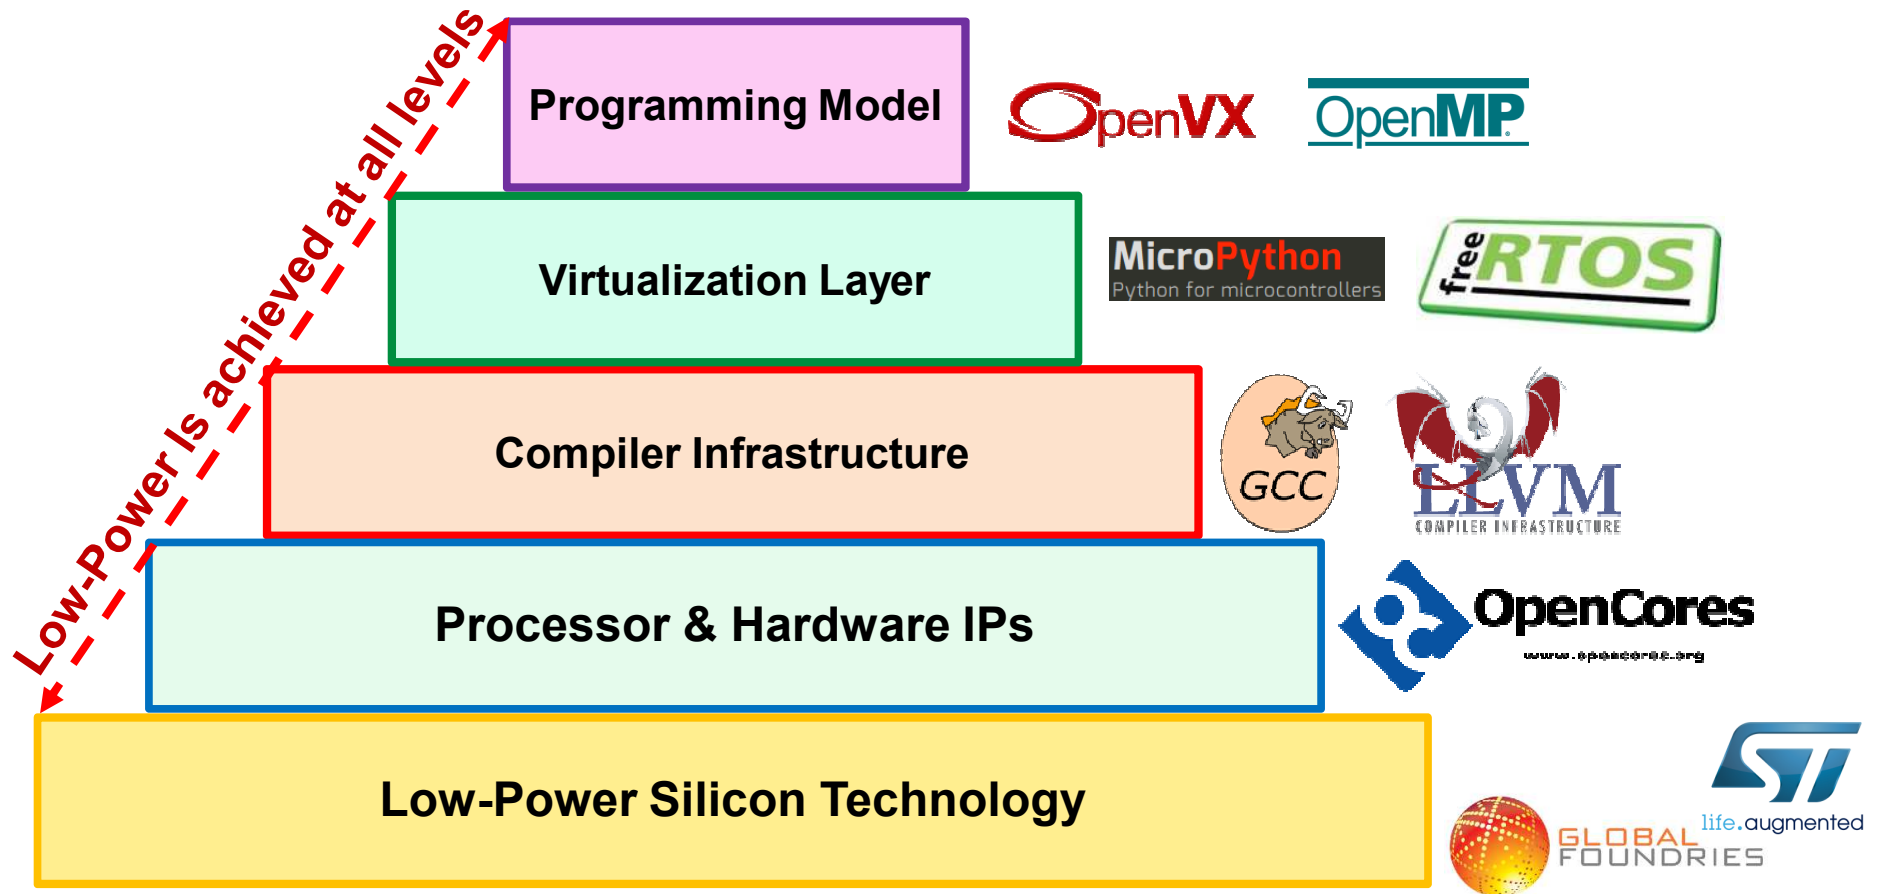 Low-Power Is achieved at all levels
Programming Model
OpenVX
OpenMP
Virtualization Layer
MicroPython
Python for microcontrollers
freeRTOS
Compiler Infrastructure
GCC
LLVM
COMPILER INFRASTRUCTURE
Processor & Hardware IPs
OpenCores
www.opencores.org
Low-Power Silicon Technology
ST
life.augmented
GLOBAL
FOUNDRIES